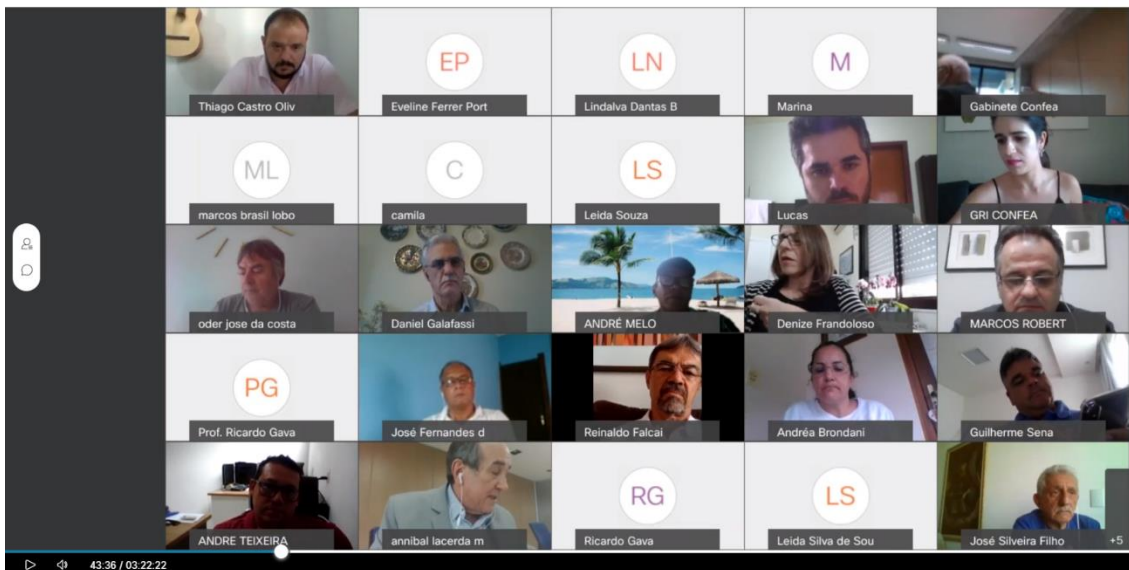 Thiago Castro Oliv
EP
Eveline Ferrer Port
LN
Lindalva Dantas B
M
Marina
Gabinete Confea
ML
marcos brasil lobo
C
camila
LS
Leida Souza
Lucas
GRI CONFEA
oder jose da costa
Daniel Galafassi
ANDRÉ MELO
Denize Frandoloso
MARCOS ROBERT
PG
Prof. Ricardo Gava
José Fernandes d
Reinaldo Falcai
Andréa Brondani
Guilherme Sena
ANDRE TEIXEIRA
annibal lacerda m
RG
Ricardo Gava
LS
Leida Silva de Sou
José Silveira Filho
+5
43:36 / 03:22:22